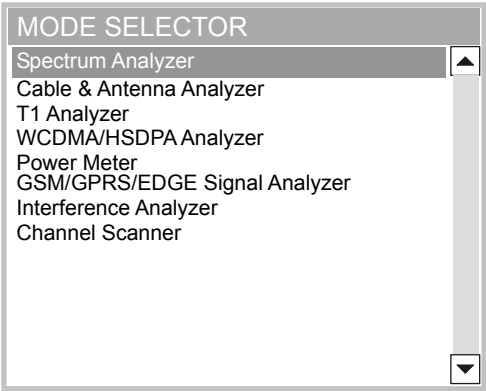 MODE SELECTOR
Spectrum Analyzer
Cable & Antenna Analyzer
T1 Analyzer
WCDMA/HSDPA Analyzer
Power Meter
GSM/GPRS/EDGE Signal Analyzer
Interference Analyzer
Channel Scanner